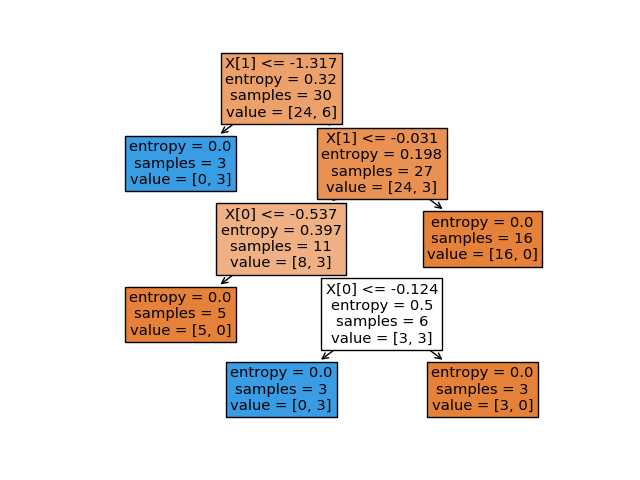 X[1] <= -1.317
entropy = 0.32
samples = 30
value = [24, 6]
entropy = 0.0
samples = 3
value = [0, 3]
X[1] <= -0.031
entropy = 0.198
samples = 27
value = [24, 3]
X[0] <= -0.537
entropy = 0.397
samples = 11
value = [8, 3]
entropy = 0.0
samples = 16
value = [16, 0]
entropy = 0.0
samples = 5
value = [5, 0]
X[0] <= -0.124
entropy = 0.5
samples = 6
value = [3, 3]
entropy = 0.0
samples = 3
value = [0, 3]
entropy = 0.0
samples = 3
value = [3, 0]